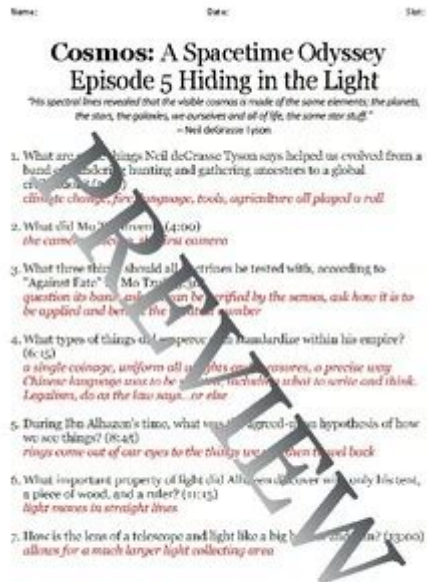 Name: Date: Slot:
Cosmos: A Spacetime Odyssey
Episode 5 Hiding in the Light
"His spectral lines revealed that the visible cosmos is made of the same elements; the planets,
the stars, the galaxies, we ourselves and all of life, the same star stuff."
~ Neil deGrasse Tyson
1. What are things Neil deGrasse Tyson says helped us evolved from a
band of hunting and gathering ancestors to a global
climate change, fire, language, tools, agriculture all played a roll
2. What did Mo (4:00)
the camera first camera
3. What three should all doctrines be tested with, according to
"Against Fate" Mo
question its basis, ask can be verified by the senses, ask how it is to
be applied and the number
4. What types of things did emperor standardize within his empire?
(6:15)
a single coinage, uniform all measures, a precise way
Chinese language was to be including what to write and think.
Legalism, do as the law says.. or else
5. During Ibn Alhazen's time, what was agreed hypothesis of how
we see things? (8:45)
rings come out of our eyes to the things we then travel back
6. What important property of light did discover only his tent,
a piece of wood, and a ruler? (11:15)
light moves in straight lines
7. How is the lens of a telescope and light like a big and (13:00)
allows for a much larger light collecting area
PREVIEW